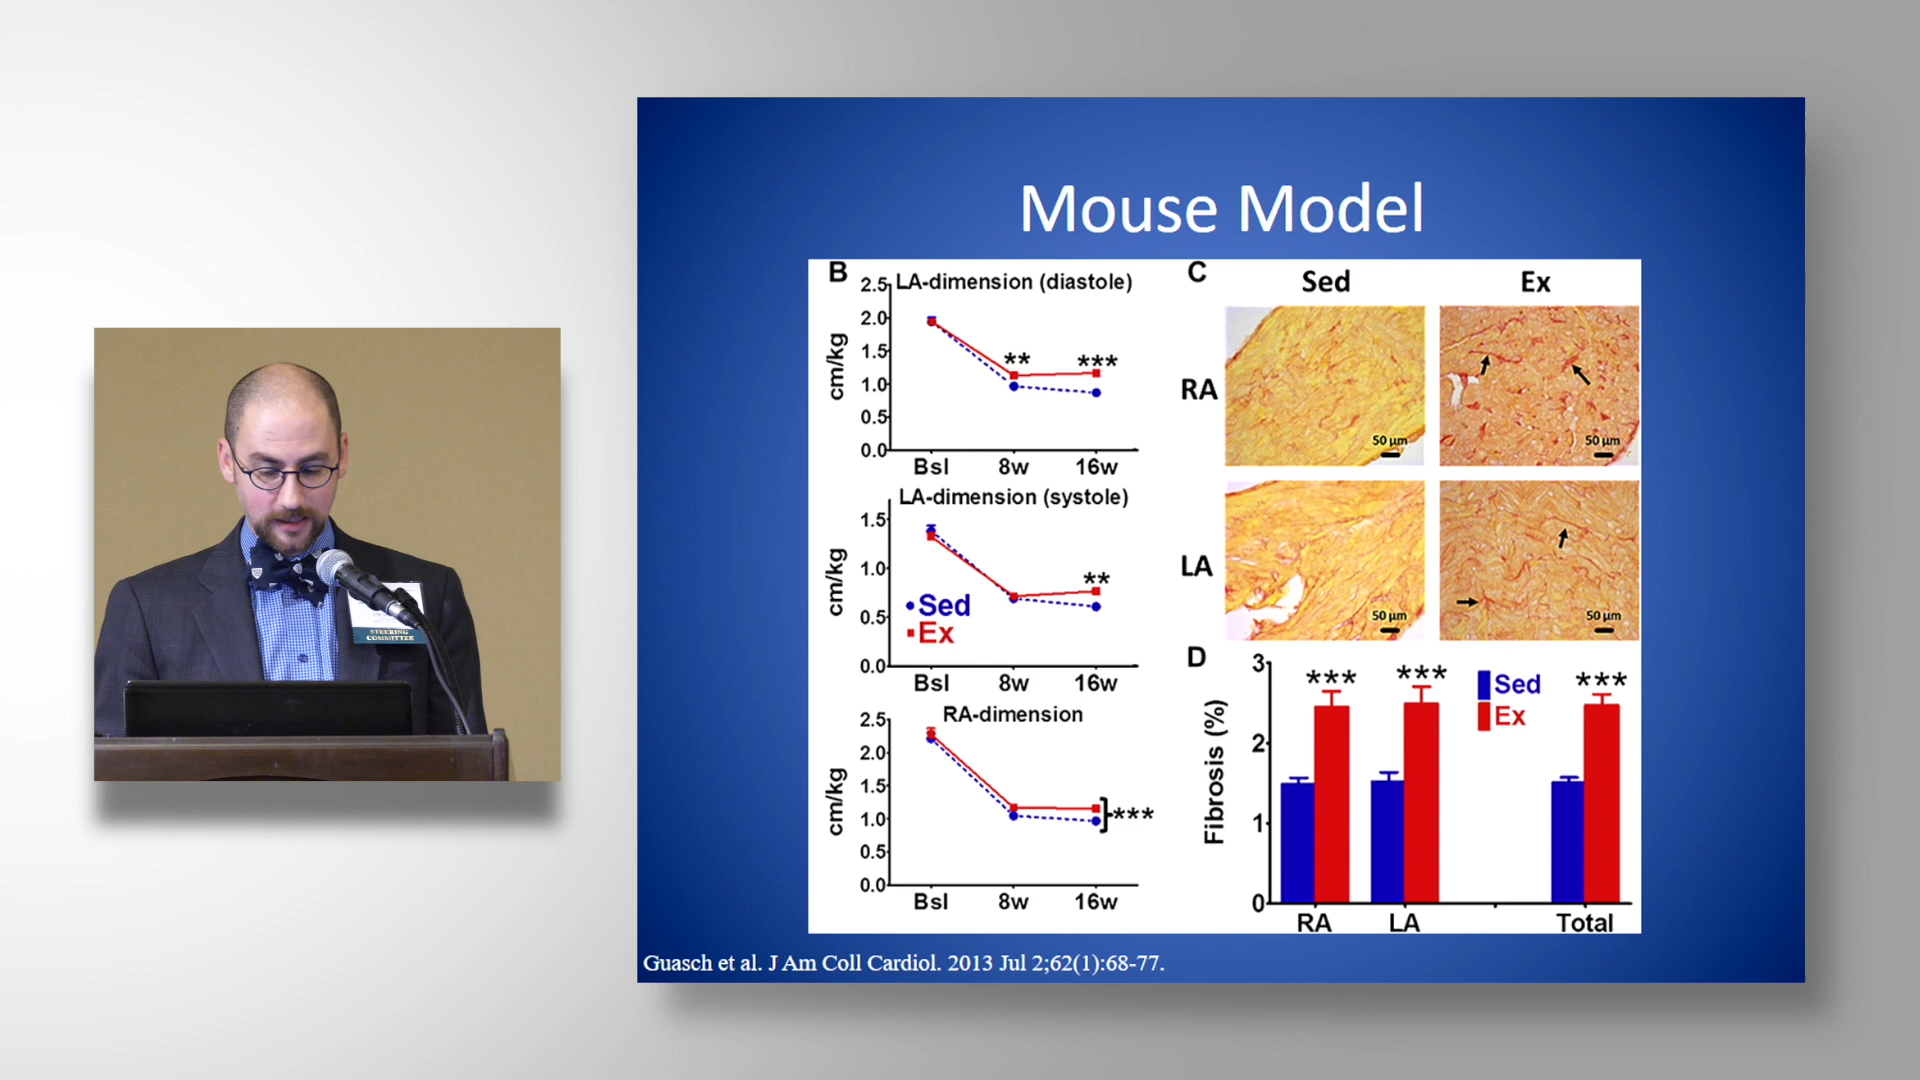 Mouse Model
B
LA-dimension (diastole)
2.5
2.0
1.5
1.0
0.5
0.0
cm/kg
**
***
Bsl 8w 16w
LA-dimension (systole)
1.5
1.0
0.5
0.0
cm/kg
**
Sed
Ex
Bsl 8w 16w
RA-dimension
2.5
2.0
1.5
1.0
0.5
0.0
cm/kg
***
Bsl 8w 16w
C
Sed Ex
RA
50 µm
50 µm
LA
50 µm
50 µm
D
3
2
1
0
Fibrosis (%)
*** *** ***
Sed
Ex
RA LA Total
Guasch et al. J Am Coll Cardiol. 2013 Jul 2;62(1):68-77.
STEERING
COMMITTEE